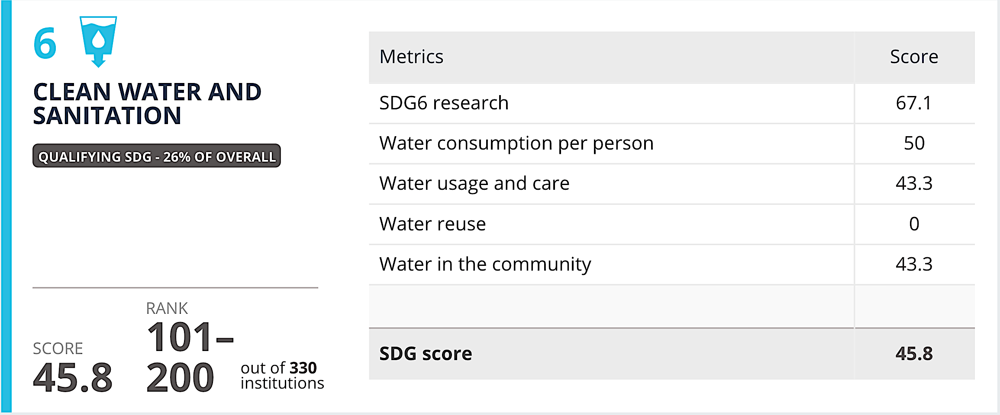 6
CLEAN WATER AND
SANITATION
QUALIFYING SDG - 26% OF OVERALL
SCORE
45.8
RANK
101–
200
out of 330
institutions
Metrics Score
SDG6 research 67.1
Water consumption per person 50
Water usage and care 43.3
Water reuse 0
Water in the community 43.3
SDG score 45.8